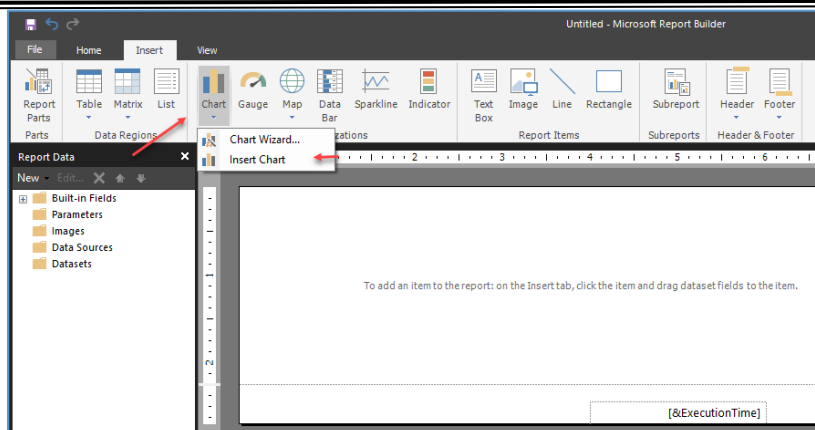 Untitled - Microsoft Report Builder
File Home Insert View
Report Parts Table Matrix List Chart Gauge Map Data Bar Sparkline Indicator Text Box Image Line Rectangle Subreport Header Footer
Parts Data Regions zations Report Items Subreports Header & Footer
Chart Wizard...
Insert Chart
Report Data
2 3 4 5 6
New Edit...
Built-in Fields
Parameters
Images
Data Sources
Datasets
1
To add an item to the report: on the Insert tab, click the item and drag dataset fields to the item.
2
[&ExecutionTime]